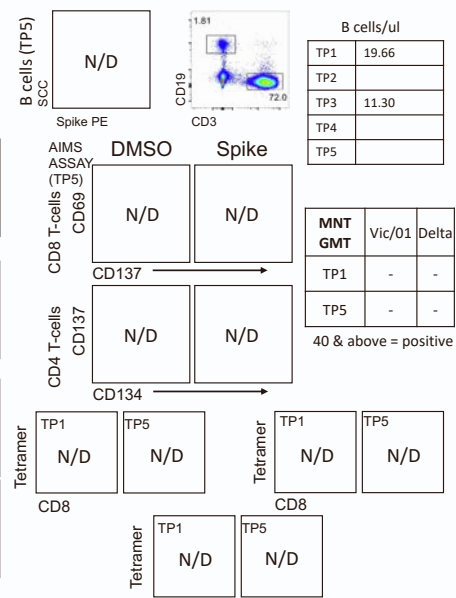 B cells (TP5)
SCC
N/D
Spike PE
1.81
72.0
CD19
CD3
B cells/ul
TP1 19.66
TP2
TP3 11.30
TP4
TP5
AIMS
ASSAY
(TP5)
DMSO Spike
CD8 T-cells
CD69
N/D N/D
CD137
MNT GMT Vic/01 Delta
TP1 - -
TP5 - -
40 & above = positive
CD4 T-cells
CD137
N/D N/D
CD134
Tetramer
TP1 TP5
N/D N/D
CD8
Tetramer
TP1 TP5
N/D N/D
CD8
Tetramer
TP1 TP5
N/D N/D